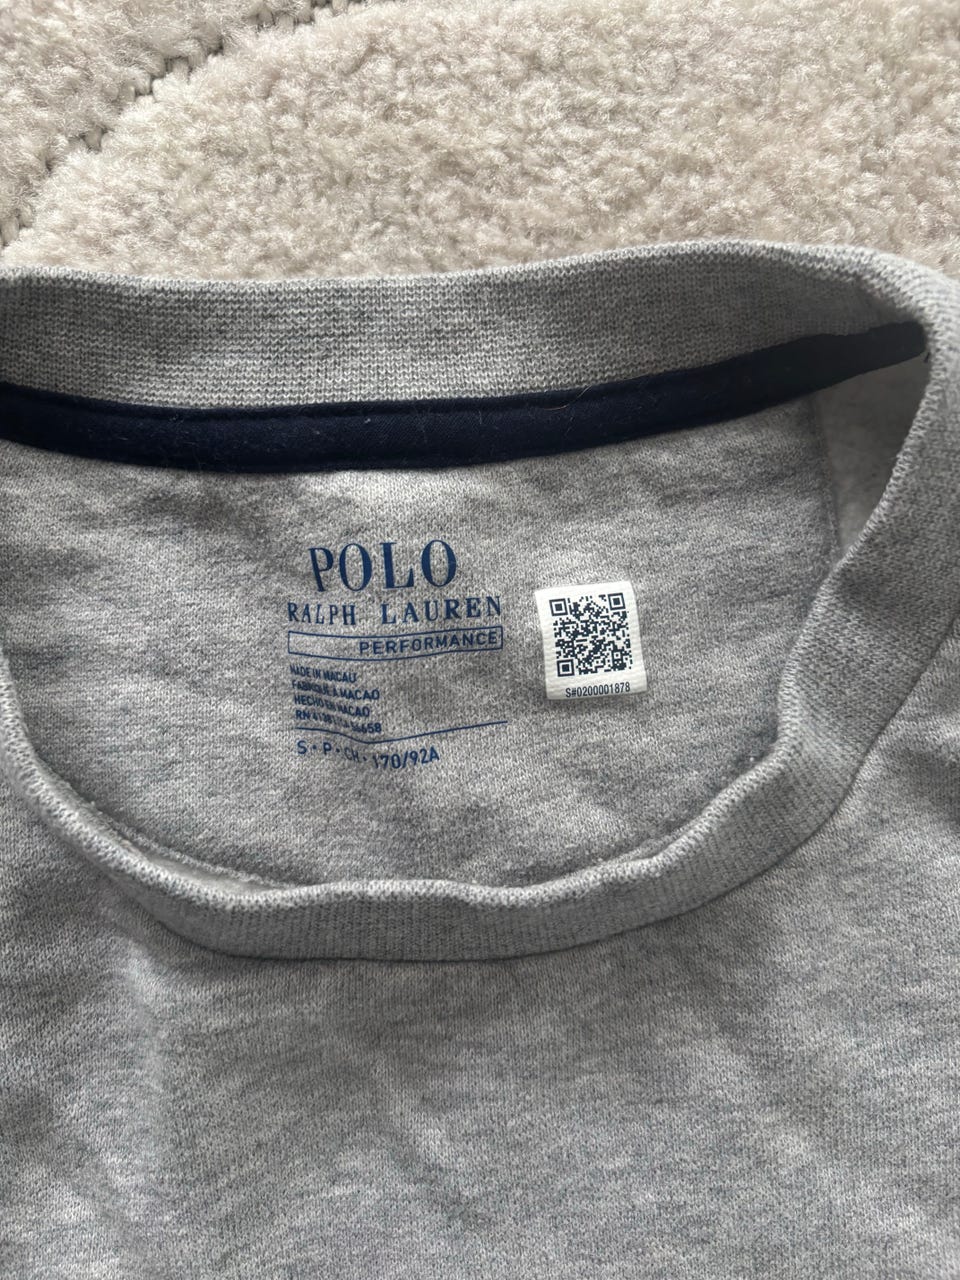 POLO
RALPH LAUREN
PERFORMANCE
MADE IN MACAU
FABRIQUÉ À MACAO
HECHO EN MACAO
S • P • CH • 170/92A
S#0200001878